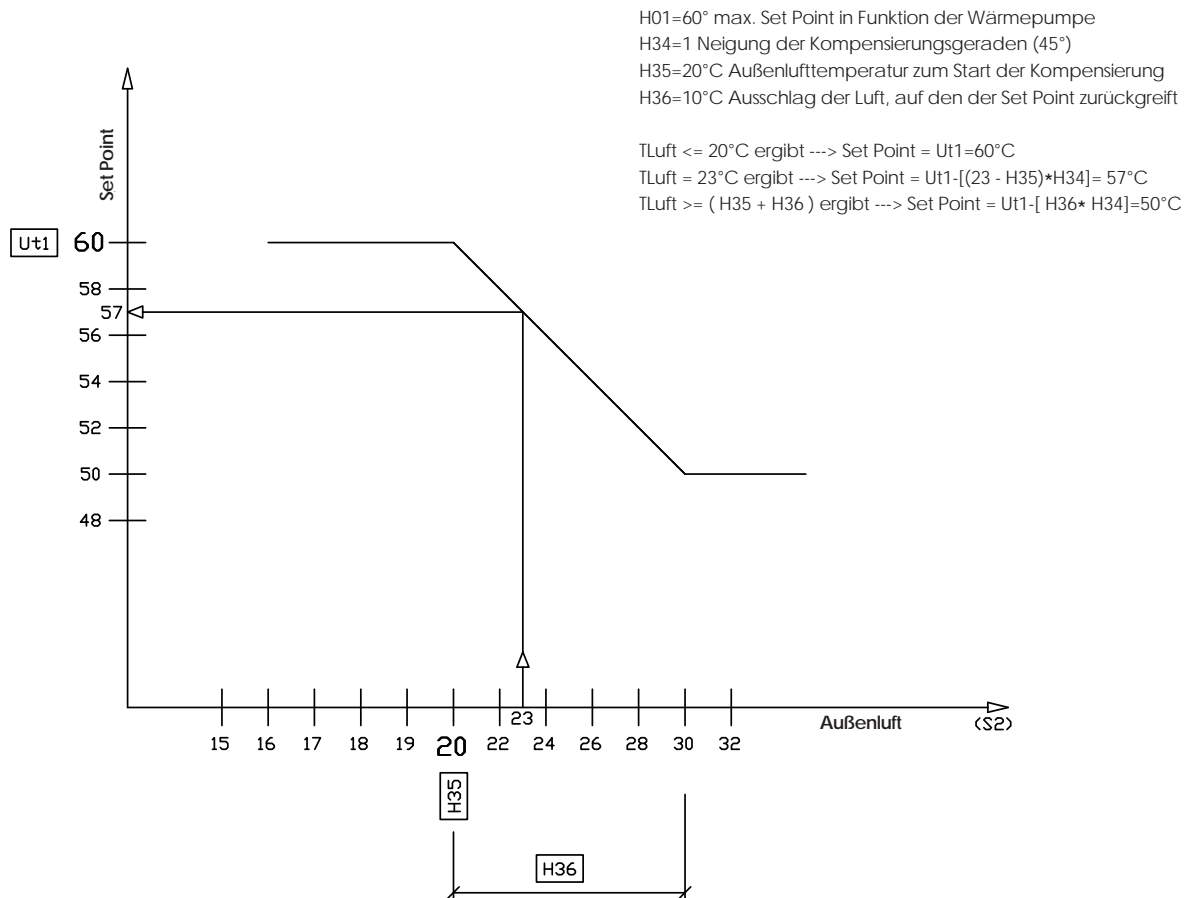 H01=60° max. Set Point in Funktion der Wärmepumpe
H34=1 Neigung der Kompensierungsgeraden (45°)
H35=20°C Außenlufttemperatur zum Start der Kompensierung
H36=10°C Ausschlag der Luft, auf den der Set Point zurückgreift
TLuft <= 20°C ergibt ---> Set Point = Ut1=60°C
TLuft = 23°C ergibt ---> Set Point = Ut1-[(23 - H35)*H34]= 57°C
TLuft >= ( H35 + H36 ) ergibt ---> Set Point = Ut1-[ H36* H34]=50°C
Set Point
Ut1 60
58
57
56
54
52
50
48
23
Außenluft (S2)
15 16 17 18 19 20 22 24 26 28 30 32
H35
H36